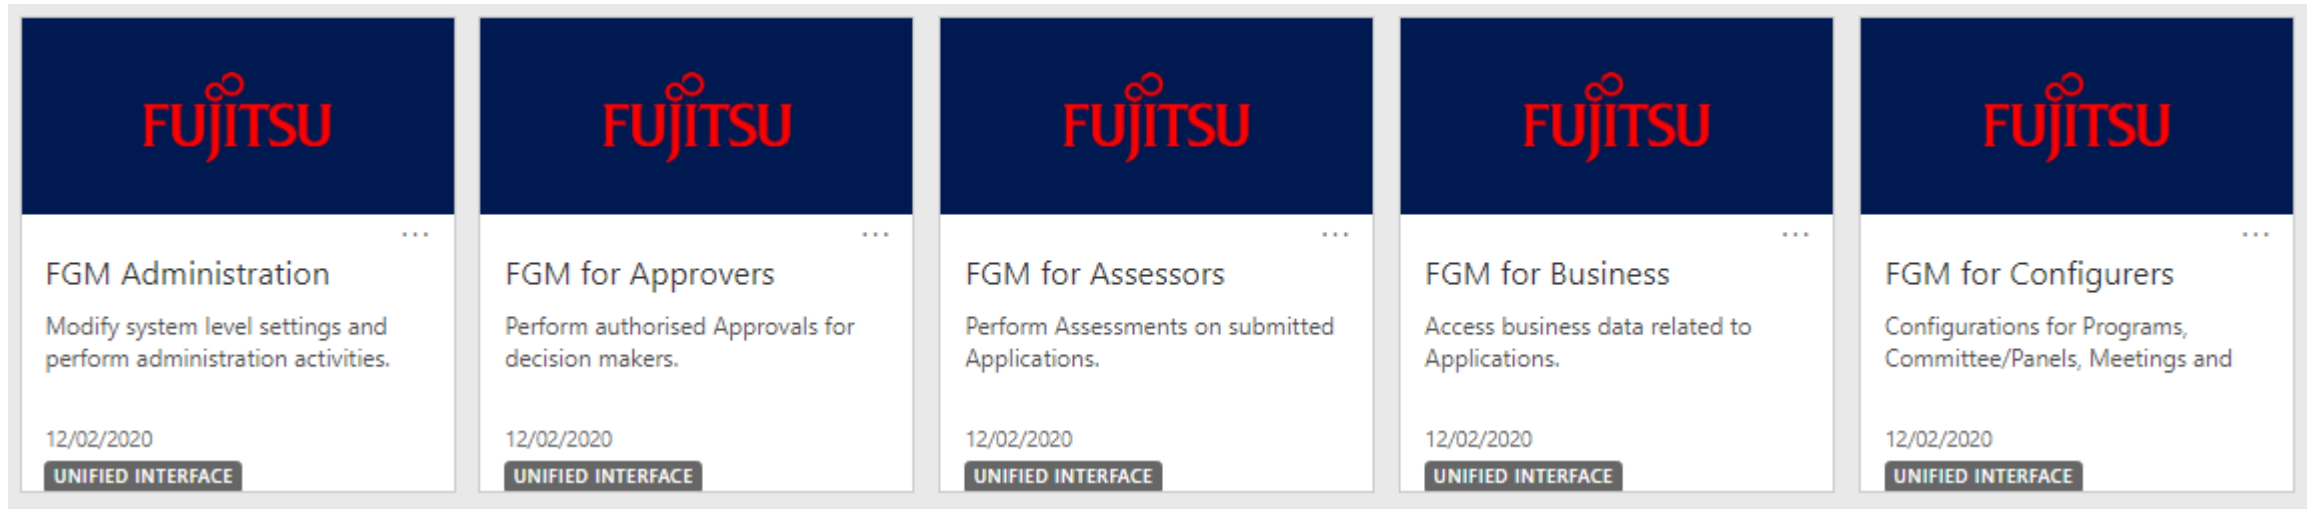 FUJITSU
FGM Administration
Modify system level settings and
perform administration activities.
12/02/2020
UNIFIED INTERFACE
FUJITSU
FGM for Approvers
Perform authorised Approvals for
decision makers.
12/02/2020
UNIFIED INTERFACE
FUJITSU
FGM for Assessors
Perform Assessments on submitted
Applications.
12/02/2020
UNIFIED INTERFACE
FUJITSU
FGM for Business
Access business data related to
Applications.
12/02/2020
UNIFIED INTERFACE
FUJITSU
FGM for Configurers
Configurations for Programs,
Committee/Panels, Meetings and
12/02/2020
UNIFIED INTERFACE